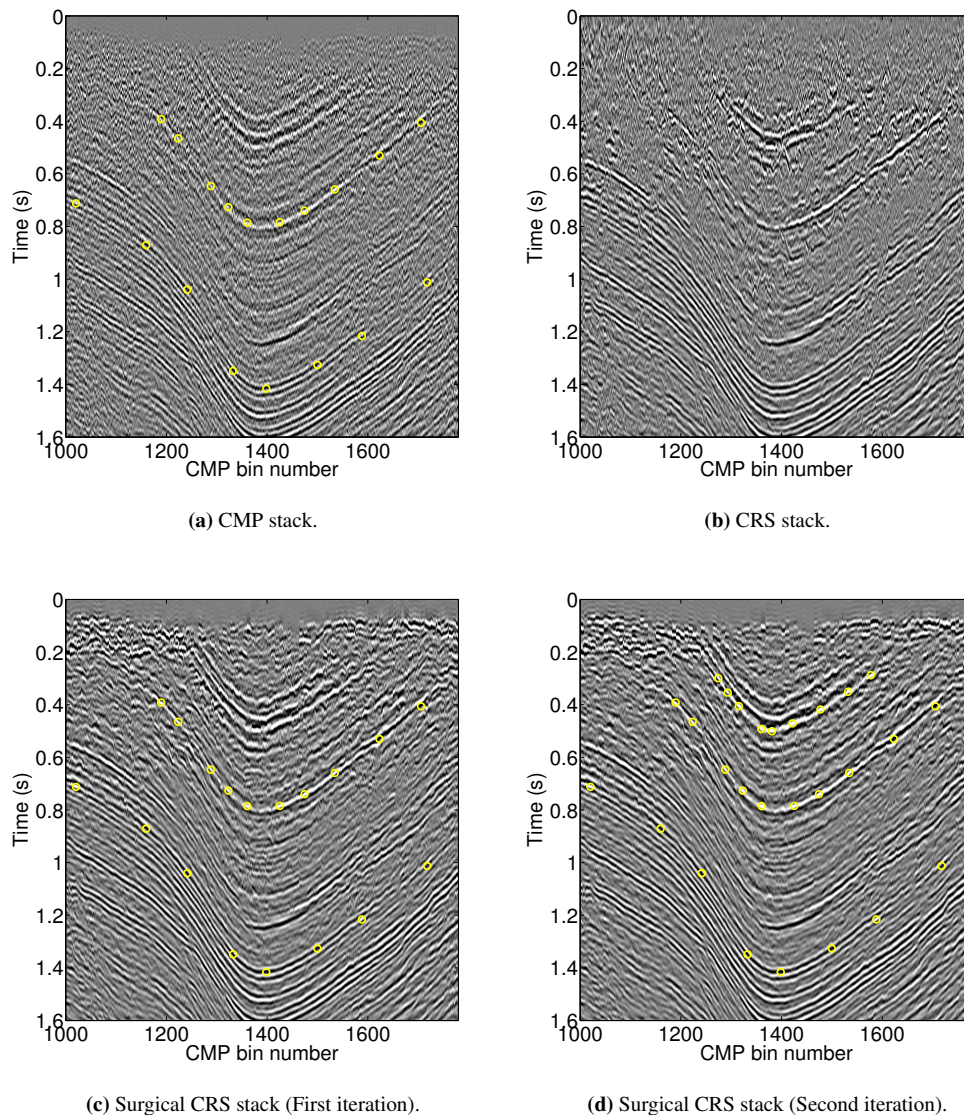 0
0.2
0.4
0.6
0.8
1
1.2
1.4
1.6
Time (s)
1000 1200 1400 1600
CMP bin number
(a) CMP stack.
0
0.2
0.4
0.6
0.8
1
1.2
1.4
1.6
Time (s)
1000 1200 1400 1600
CMP bin number
(b) CRS stack.
0
0.2
0.4
0.6
0.8
1
1.2
1.4
1.6
Time (s)
1000 1200 1400 1600
CMP bin number
(c) Surgical CRS stack (First iteration).
0
0.2
0.4
0.6
0.8
1
1.2
1.4
1.6
Time (s)
1000 1200 1400 1600
CMP bin number
(d) Surgical CRS stack (Second iteration).